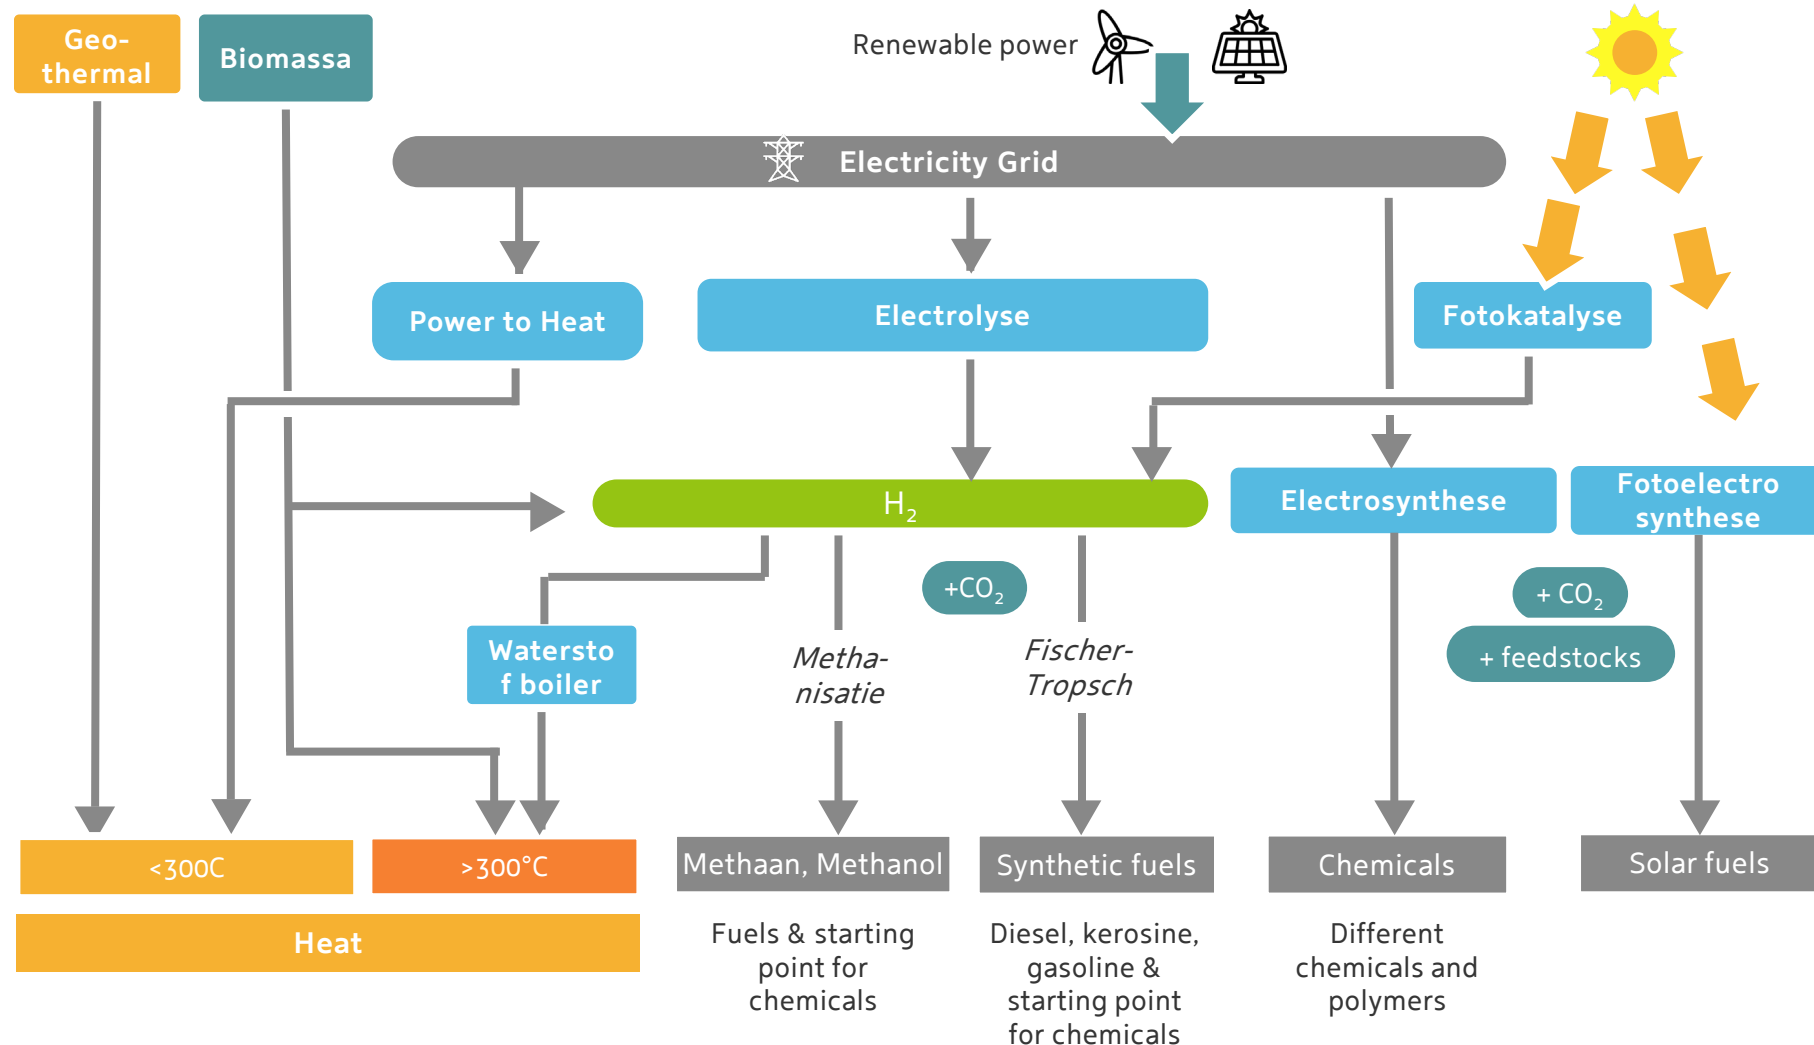 Geo-
thermal
Biomassa
Renewable power
Electricity Grid
Power to Heat
Electrolyse
Fotokatalyse
H₂
Electrosynthese
Fotoelectro
synthese
+CO₂
+ CO₂
+ feedstocks
Watersto
f boiler
Metha-
nisatie
Fischer-
Tropsch
<300C
>300°C
Methaan, Methanol
Synthetic fuels
Chemicals
Solar fuels
Heat
Fuels & starting
point for
chemicals
Diesel, kerosine,
gasoline &
starting point
for chemicals
Different
chemicals and
polymers